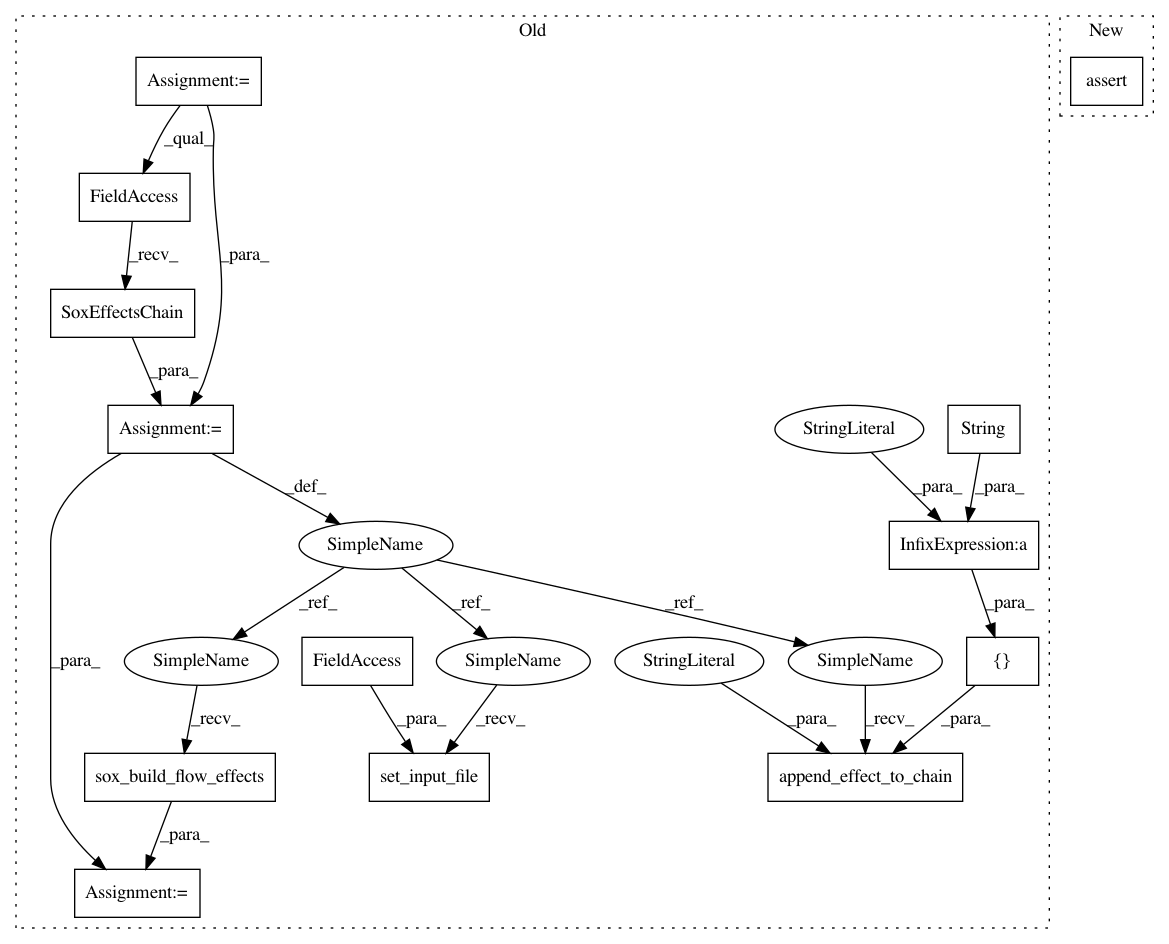 Old
New
Assignment:=
assert
_qual_
FieldAccess
_recv_
_para_
SoxEffectsChain
_para_
Assignment:=
StringLiteral
String
_def_
_para_
_para_
SimpleName
InfixExpression:a
_ref_
_ref_
_ref_
_para_
_para_
SimpleName
FieldAccess
SimpleName
StringLiteral
SimpleName
{}
_recv_
_para_
_recv_
_para_
_recv_
_para_
sox_build_flow_effects
set_input_file
append_effect_to_chain
_para_
Assignment:=